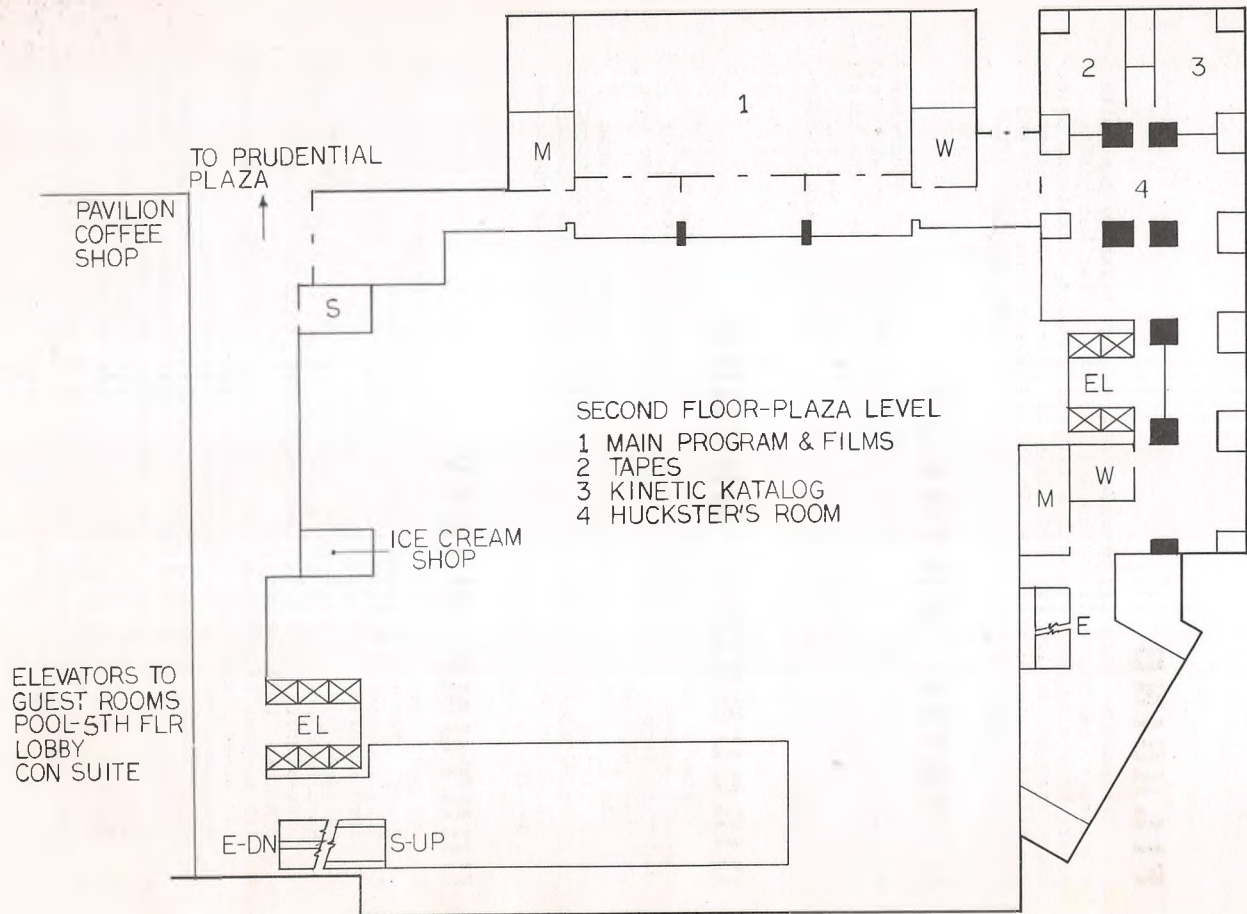 1
2
3
M
W
TO PRUDENTIAL
PLAZA
4
PAVILION
COFFEE
SHOP
S
EL
SECOND FLOOR-PLAZA LEVEL
1 MAIN PROGRAM & FILMS
2 TAPES
3 KINETIC KATALOG
4 HUCKSTER'S ROOM
M
W
ICE CREAM
SHOP
E
ELEVATORS TO
GUEST ROOMS
POOL-5TH FLR
LOBBY
CON SUITE
EL
E-DN
S-UP